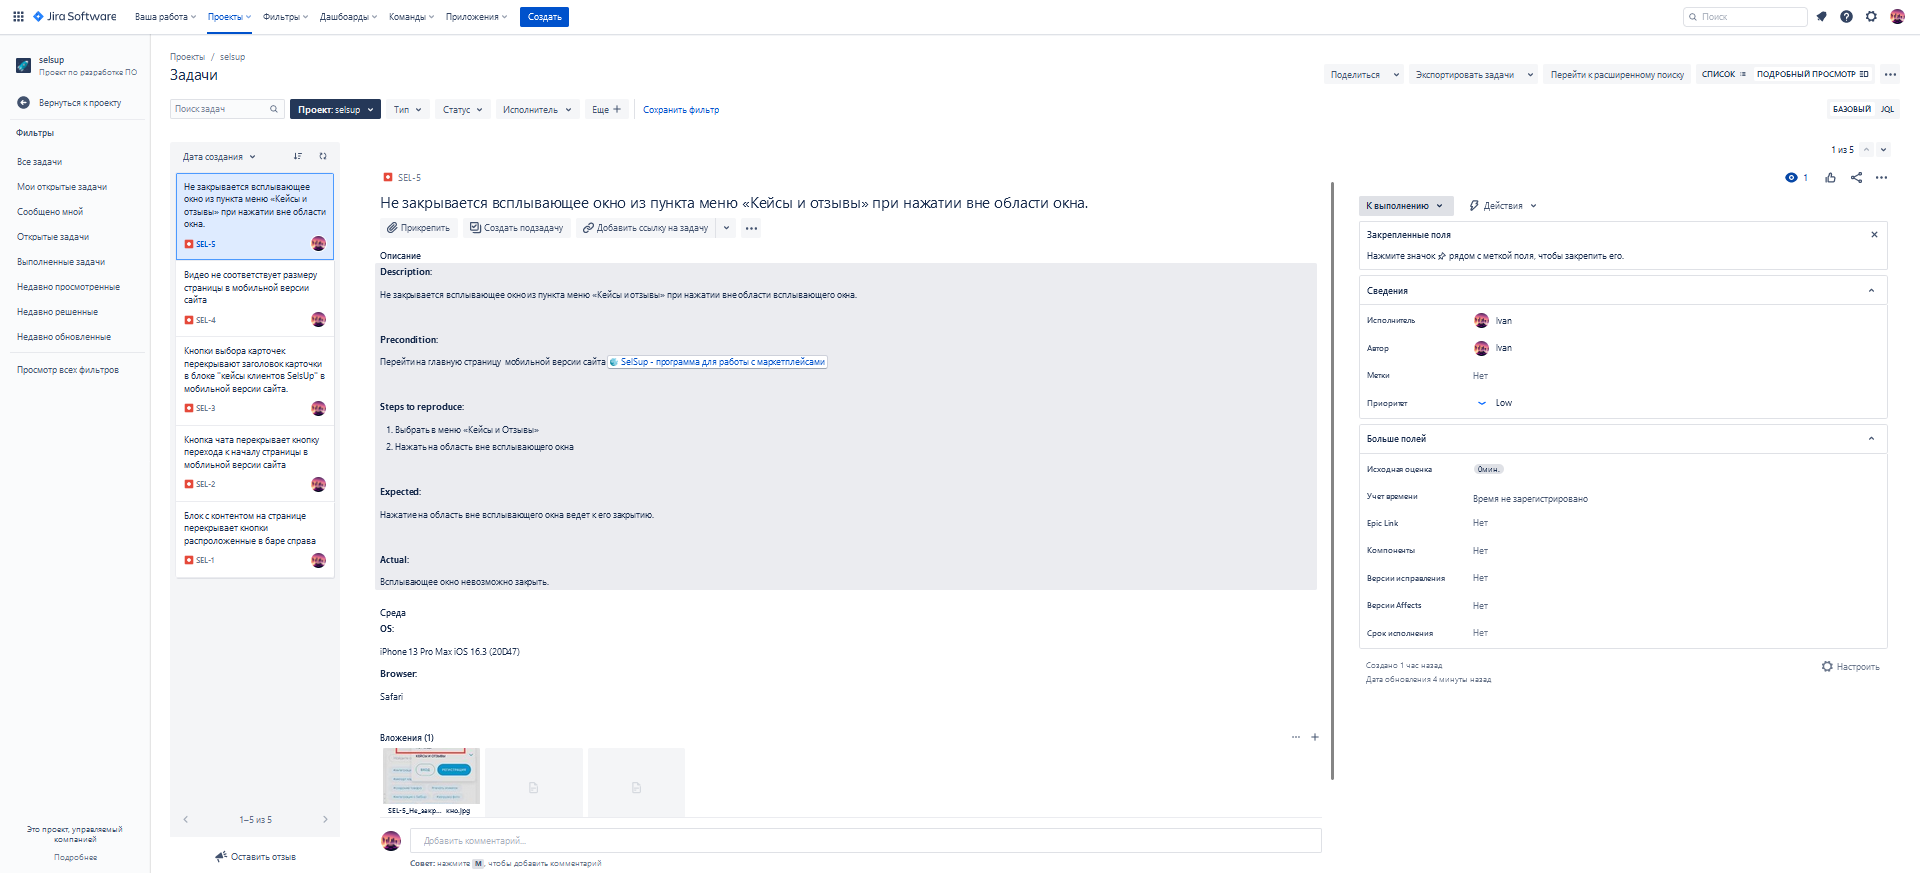 Jira Software
Ваша работа
Проекты
Фильтры
Дашборды
Команды
Приложения
Создать
Поиск
selsup
Проект по разработке ПО
Вернуться к проекту
Фильтры
Все задачи
Мои открытые задачи
Сообщено мной
Открытые задачи
Выполненные задачи
Недавно просмотренные
Недавно решенные
Недавно обновленные
Просмотр всех фильтров
Это проект, управляемый
компанией
Подробнее
Проекты / selsup
Задачи
Поделиться
Экспортировать задачи
Перейти к расширенному поиску
СПИСОК
ПОДРОБНЫЙ ПРОСМОТР
Поиск задач
Проект: selsup
Тип
Статус
Исполнитель
Еще +
Сохранить фильтр
БАЗОВЫЙ
JQL
Дата создания
Не закрывается всплывающее
окно из пункта меню «Кейсы и
отзывы» при нажатии вне области
окна.
SEL-5
Видео не соответствует размеру
страницы в мобильной версии
сайта
SEL-4
Кнопки выбора карточек
перекрывают заголовок карточки
в блоке "кейсы клиентов SelsUp" в
мобильной версии сайта.
SEL-3
Кнопка чата перекрывает кнопку
перехода к началу страницы в
моблиьной версии сайта
SEL-2
Блок с контентом на странице
перекрывает кнопки
распроложенные в баре справа
SEL-1
1–5 из 5
Оставить отзыв
1 из 5
SEL-5
1
Не закрывается всплывающее окно из пункта меню «Кейсы и отзывы» при нажатии вне области окна.
Прикрепить
Создать подзадачу
Добавить ссылку на задачу
Описание
Description:
Не закрывается всплывающее окно из пункта меню «Кейсы и отзывы» при нажатии вне области всплывающего окна.
Precondition:
Перейти на главную страницу мобильной версии сайта SelSup - программа для работы с маркетплейсами
Steps to reproduce:
1. Выбрать в меню «Кейсы и Отзывы»
2. Нажать на область вне всплывающего окна
Expected:
Нажатие на область вне всплывающего окна ведет к его закрытию.
Actual:
Всплывающее окно невозможно закрыть.
Среда
OS:
iPhone 13 Pro Max iOS 16.3 (20D47)
Browser:
Safari
Вложения (1)
КЕЙСЫ И ОТЗЫВЫ
ВХОД
РЕГИСТРАЦИЯ
SEL-5_Не_закр... кно.jpg
Добавить комментарий...
Совет: нажмите M, чтобы добавить комментарий
К выполнению
Действия
Закрепленные поля
Нажмите значок рядом с меткой поля, чтобы закрепить его.
Сведения
Исполнитель
Ivan
Автор
Ivan
Метки
Нет
Приоритет
Low
Больше полей
Исходная оценка
0мин.
Учет времени
Время не зарегистрировано
Epic Link
Нет
Компоненты
Нет
Версии исправления
Нет
Версии Affects
Нет
Срок исполнения
Нет
Создано 1 час назад
Дата обновления 4 минуты назад
Настроить